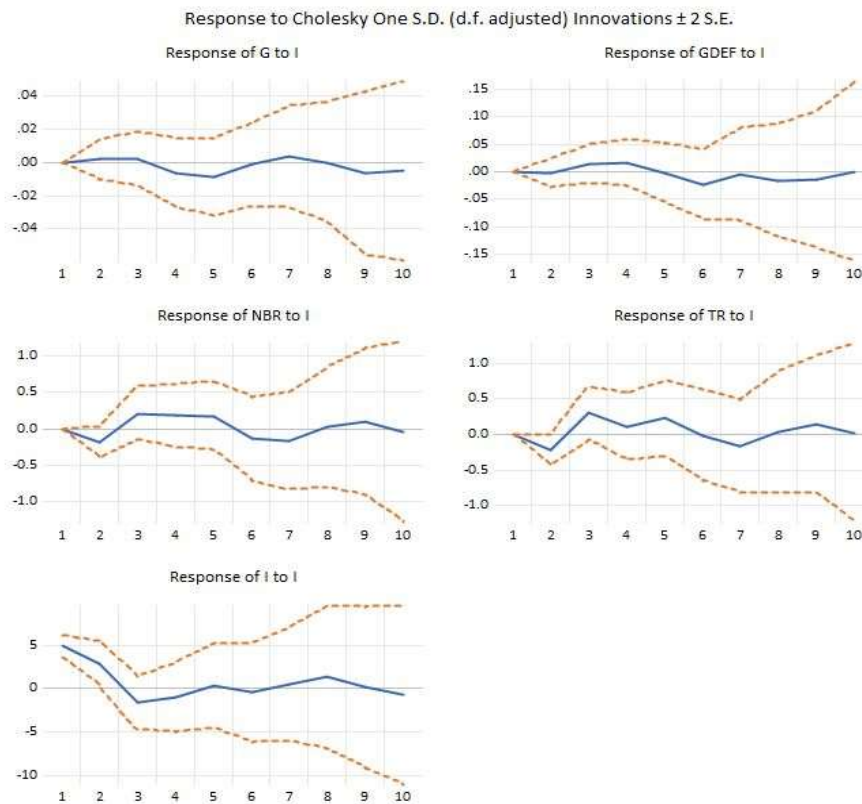 Response to Cholesky One S.D. (d.f. adjusted) Innovations ± 2 S.E.
Response of G to I
.04
.02
.00
-.02
-.04
1 2 3 4 5 6 7 8 9 10
Response of GDEF to I
.15
.10
.05
.00
-.05
-.10
-.15
1 2 3 4 5 6 7 8 9 10
Response of NBR to I
1.0
0.5
0.0
-0.5
-1.0
1 2 3 4 5 6 7 8 9 10
Response of TR to I
1.0
0.5
0.0
-0.5
-1.0
1 2 3 4 5 6 7 8 9 10
Response of I to I
5
0
-5
-10
1 2 3 4 5 6 7 8 9 10